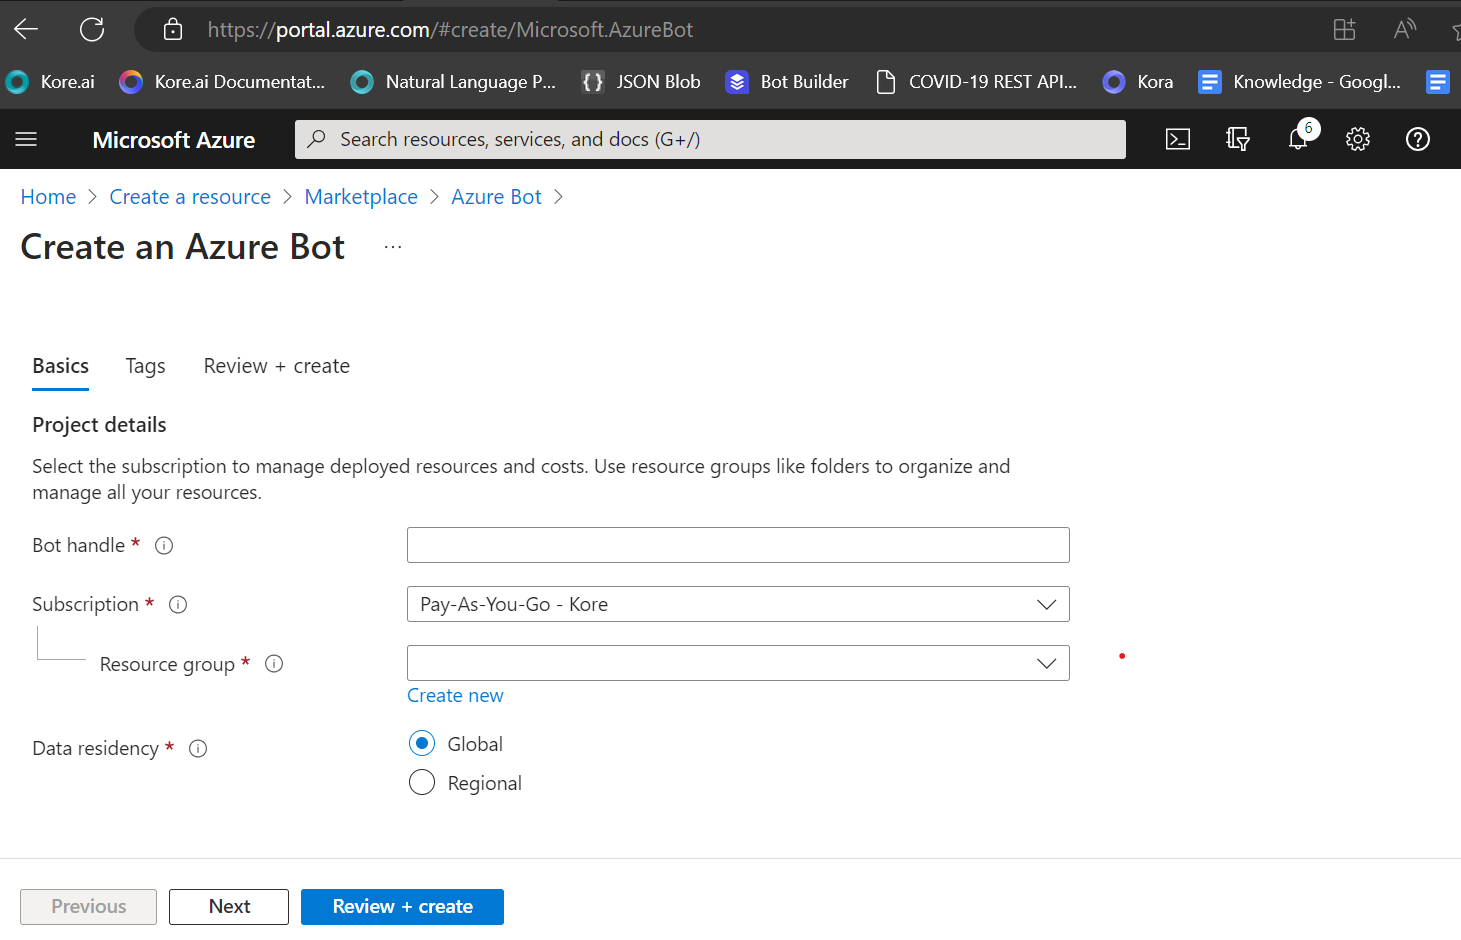 https://portal.azure.com/#create/Microsoft.AzureBot
Kore.ai Kore.ai Documentat... Natural Language P... {} JSON Blob Bot Builder COVID-19 REST API... Kora Knowledge - Googl...
Microsoft Azure Search resources, services, and docs (G+/) 6
Home > Create a resource > Marketplace > Azure Bot >
Create an Azure Bot ...
Basics Tags Review + create
Project details
Select the subscription to manage deployed resources and costs. Use resource groups like folders to organize and
manage all your resources.
Bot handle *
Subscription * Pay-As-You-Go - Kore
Resource group *
Create new
Data residency * Global
Regional
Previous Next Review + create